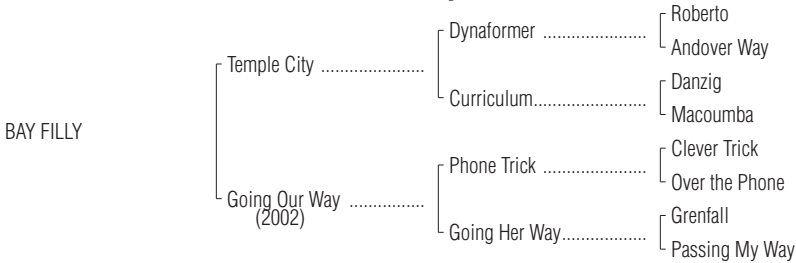 Roberto
Dynaformer ......................
Andover Way
Temple City ......................
Danzig
Curriculum........................
Macoumba
BAY FILLY
Clever Trick
Phone Trick ......................
Over the Phone
Going Our Way ................
(2002)
Grenfall
Going Her Way..................
Passing My Way